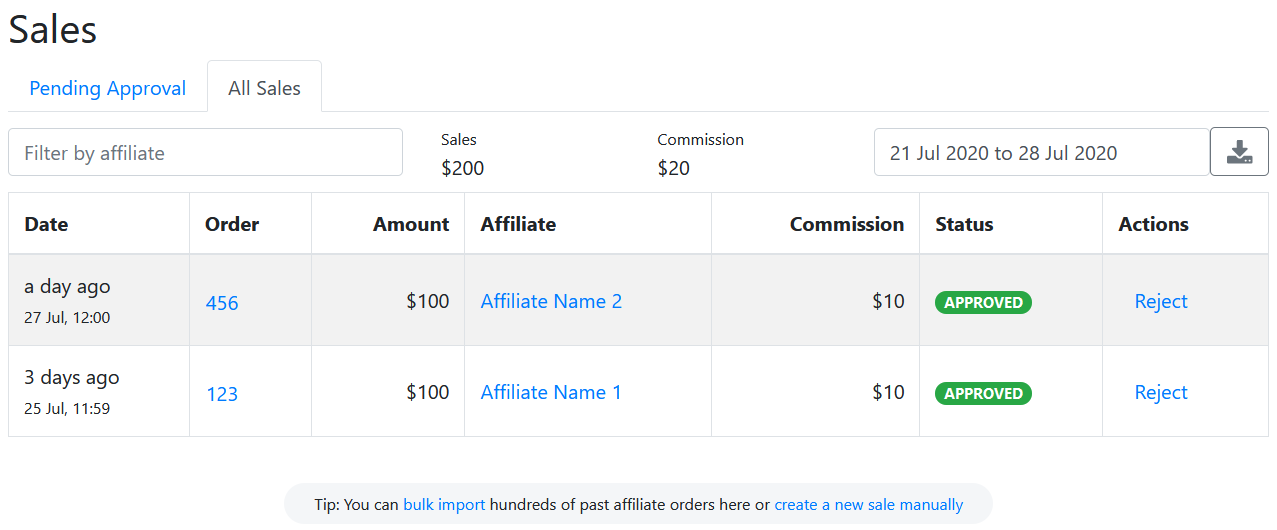 Sales
Pending Approval All Sales
Filter by affiliate Sales Commission 21 Jul 2020 to 28 Jul 2020
$200 $20
Date Order Amount Affiliate Commission Status Actions
a day ago 456 $100 Affiliate Name 2 $10 APPROVED Reject
27 Jul, 12:00
3 days ago 123 $100 Affiliate Name 1 $10 APPROVED Reject
25 Jul, 11:59
Tip: You can bulk import hundreds of past affiliate orders here or create a new sale manually